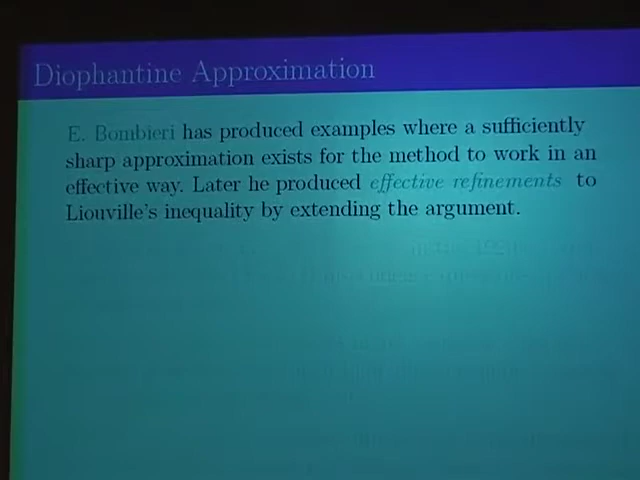 Diophantine Approximation
E. Bombieri has produced examples where a sufficiently
sharp approximation exists for the method to work in an
effective way. Later he produced effective refinements to
Liouville's inequality by extending the argument.